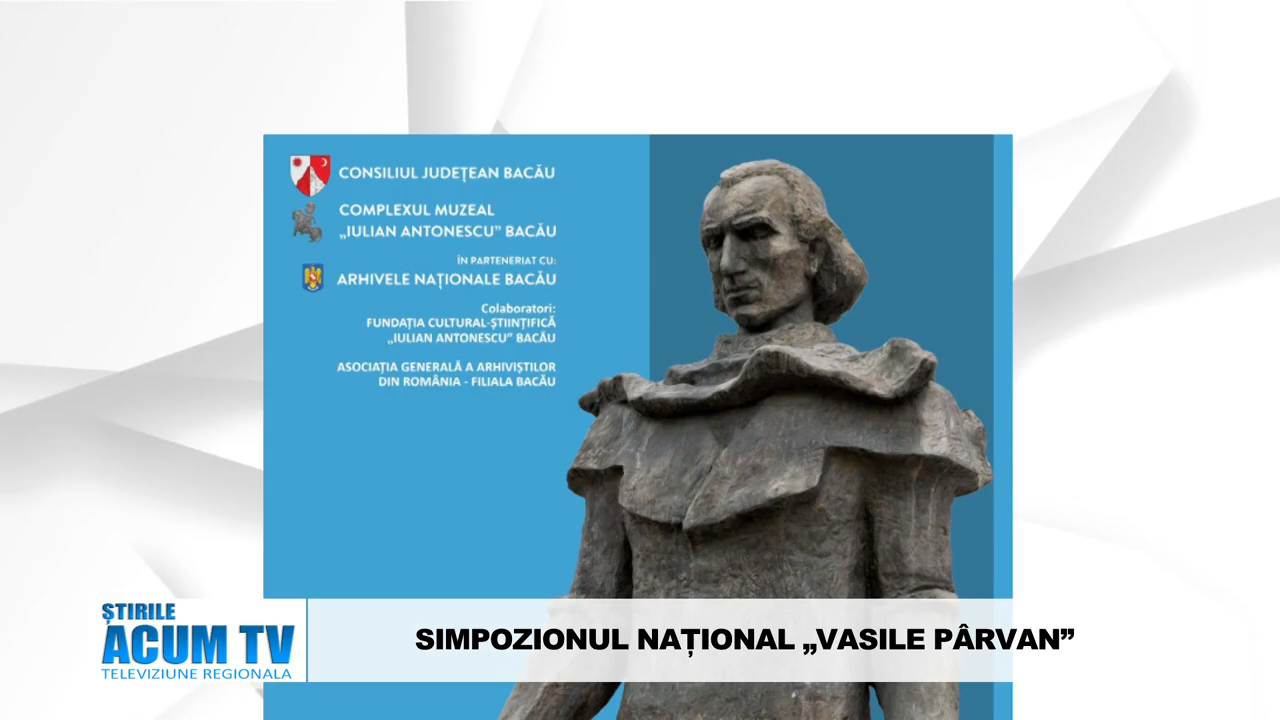 CONSILIUL JUDEȚEAN BACĂU
COMPLEXUL MUZEAL
„IULIAN ANTONESCU” BACĂU
ÎN PARTENERIAT CU:
ARHIVELE NAȚIONALE BACĂU
Colaboratori:
FUNDAȚIA CULTURAL-ȘTIINȚIFICĂ
„IULIAN ANTONESCU” BACĂU
ASOCIAȚIA GENERALĂ A ARHIVIȘTILOR
DIN ROMÂNIA - FILIALA BACĂU
ȘTIRILE
ACUM TV
TELEVIZIUNE REGIONALA
SIMPOZIONUL NAȚIONAL „VASILE PÂRVAN”